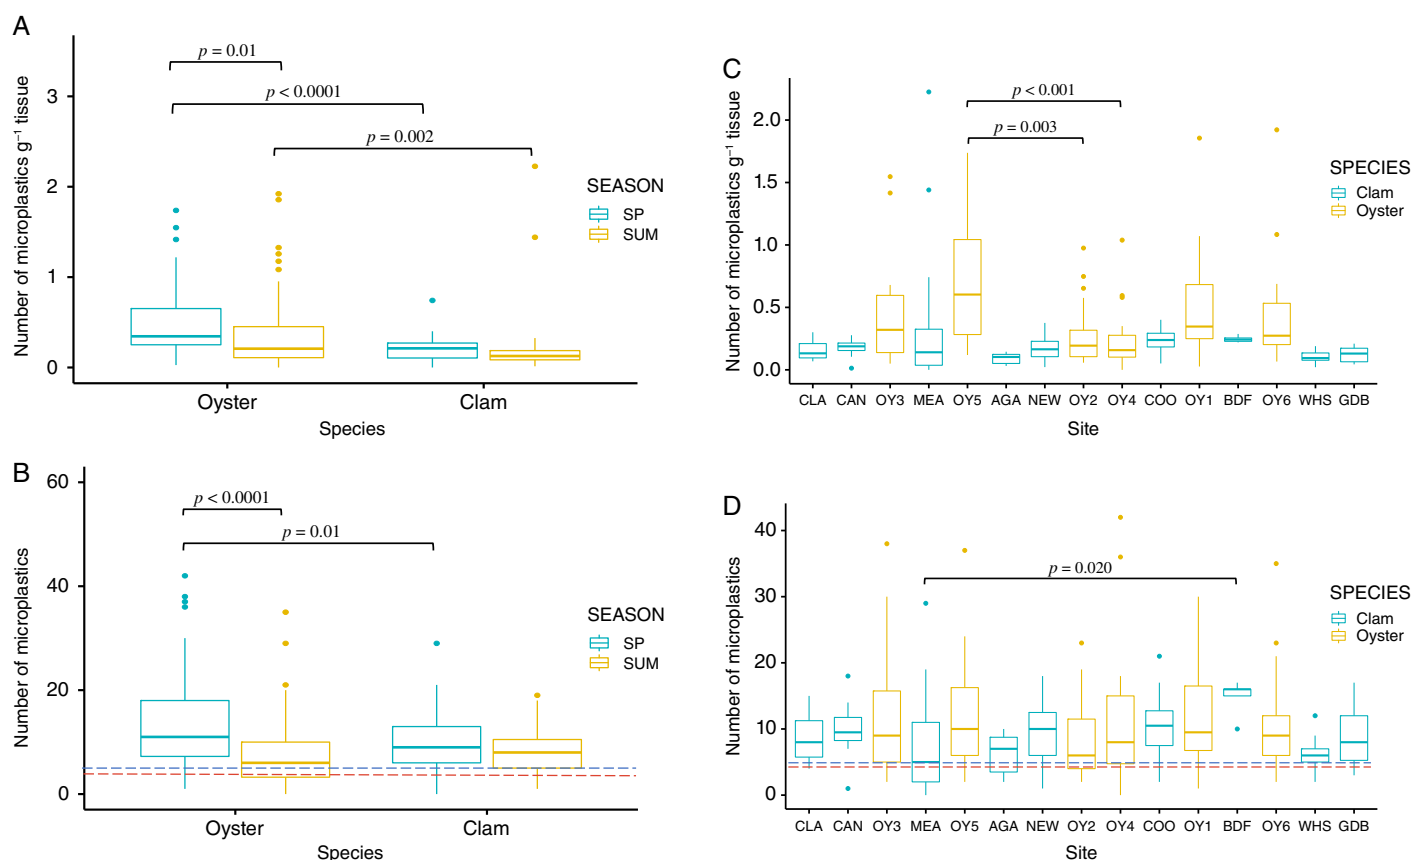 A
Number of microplastics g⁻¹ tissue
3
2
1
0
p = 0.01
p < 0.0001
p = 0.002
SEASON
SP
SUM
Oyster Clam
Species
B
Number of microplastics
60
40
20
0
p < 0.0001
p = 0.01
SEASON
SP
SUM
Oyster Clam
Species
C
Number of microplastics g⁻¹ tissue
2.0
1.5
1.0
0.5
0.0
p < 0.001
p = 0.003
SPECIES
Clam
Oyster
CLA CAN OY3 MEA OY5 AGA NEW OY2 OY4 COO OY1 BDF OY6 WHS GDB
Site
D
Number of microplastics
40
30
20
10
0
p = 0.020
SPECIES
Clam
Oyster
CLA CAN OY3 MEA OY5 AGA NEW OY2 OY4 COO OY1 BDF OY6 WHS GDB
Site